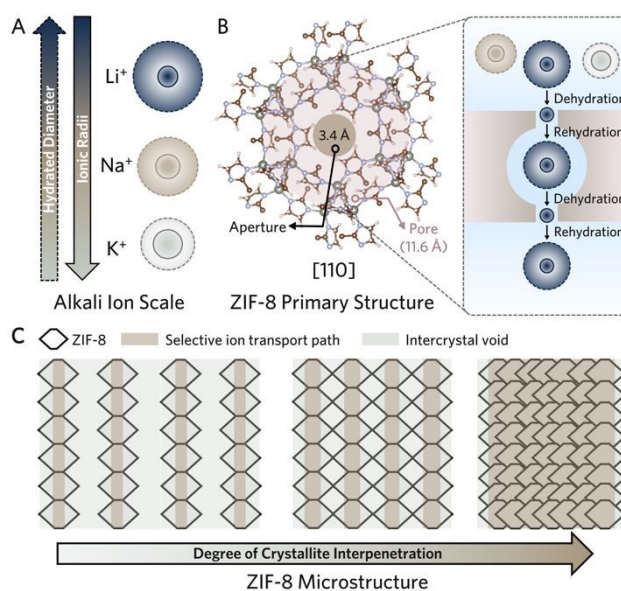 A
Hydrated Diameter
Ionic Radii
Li⁺
Na⁺
K⁺
Alkali Ion Scale
B
3.4 Å
Aperture
Pore
(11.6 Å)
[110]
ZIF-8 Primary Structure
Dehydration
Rehydration
Dehydration
Rehydration
C
ZIF-8
Selective ion transport path
Intercrystal void
Degree of Crystallite Interpenetration
ZIF-8 Microstructure